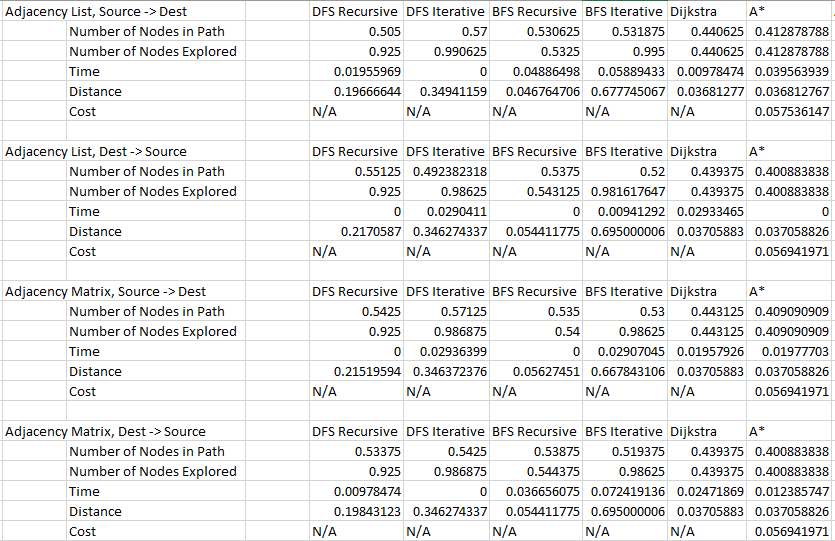 Adjacency List, Source -> Dest DFS Recursive DFS Iterative BFS Recursive BFS Iterative Dijkstra A*
Number of Nodes in Path 0.505 0.57 0.530625 0.531875 0.440625 0.412878788
Number of Nodes Explored 0.925 0.990625 0.5325 0.995 0.440625 0.412878788
Time 0.01955969 0 0.04886498 0.05889433 0.00978474 0.039563939
Distance 0.19666644 0.34941159 0.046764706 0.677745067 0.03681277 0.036812767
Cost N/A N/A N/A N/A N/A 0.057536147
Adjacency List, Dest -> Source DFS Recursive DFS Iterative BFS Recursive BFS Iterative Dijkstra A*
Number of Nodes in Path 0.55125 0.492382318 0.5375 0.52 0.439375 0.400883838
Number of Nodes Explored 0.925 0.98625 0.543125 0.981617647 0.439375 0.400883838
Time 0 0.0290411 0 0.00941292 0.02933465 0
Distance 0.2170587 0.346274337 0.054411775 0.695000006 0.03705883 0.037058826
Cost N/A N/A N/A N/A N/A 0.056941971
Adjacency Matrix, Source -> Dest DFS Recursive DFS Iterative BFS Recursive BFS Iterative Dijkstra A*
Number of Nodes in Path 0.5425 0.57125 0.535 0.53 0.443125 0.409090909
Number of Nodes Explored 0.925 0.986875 0.54 0.98625 0.443125 0.409090909
Time 0 0.02936399 0 0.02907045 0.01957926 0.01977703
Distance 0.21519594 0.346372376 0.05627451 0.667843106 0.03705883 0.037058826
Cost N/A N/A N/A N/A N/A 0.056941971
Adjacency Matrix, Dest -> Source DFS Recursive DFS Iterative BFS Recursive BFS Iterative Dijkstra A*
Number of Nodes in Path 0.53375 0.5425 0.53875 0.519375 0.439375 0.400883838
Number of Nodes Explored 0.925 0.986875 0.544375 0.98625 0.439375 0.400883838
Time 0.00978474 0 0.036656075 0.072419136 0.02471869 0.012385747
Distance 0.19843123 0.346274337 0.054411775 0.695000006 0.03705883 0.037058826
Cost N/A N/A N/A N/A N/A 0.056941971